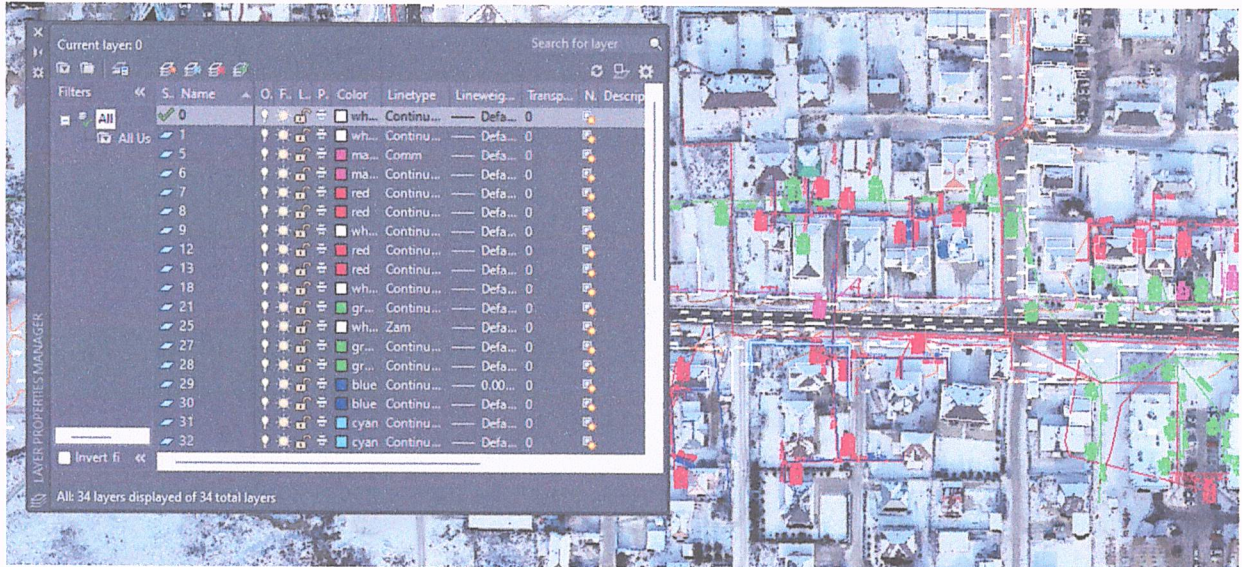 Current layer: 0
Search for layer
Filters « S.. Name O. F.. L.. P.. Color Linetype Lineweig... Transp... N. Descrip
All
All Us
0 wh... Continu... Defa... 0
1 wh... Continu... Defa... 0
5 ma... Comm Defa... 0
6 ma... Continu... Defa... 0
7 red Continu... Defa... 0
8 red Continu... Defa... 0
9 wh... Continu... Defa... 0
12 red Continu... Defa... 0
13 red Continu... Defa... 0
18 wh... Continu... Defa... 0
21 gr... Continu... Defa... 0
25 wh... Zam Defa... 0
27 gr... Continu... Defa... 0
28 gr... Continu... Defa... 0
29 blue Continu... 0.00... 0
30 blue Continu... Defa... 0
31 cyan Continu... Defa... 0
32 cyan Continu... Defa... 0
Invert fi «
All: 34 layers displayed of 34 total layers
LAYER PROPERTIES MANAGER